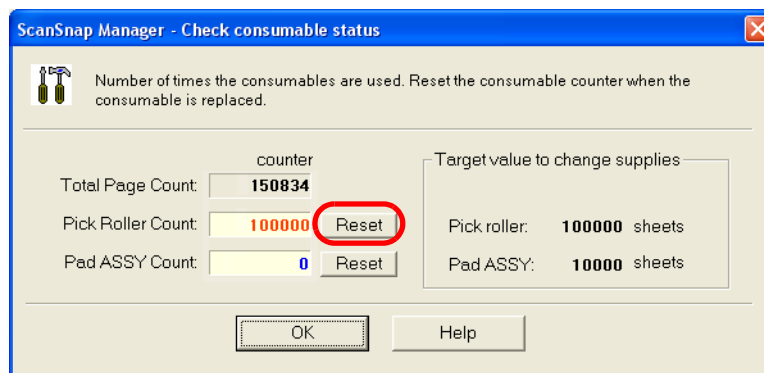 ScanSnap Manager - Check consumable status
Number of times the consumables are used. Reset the consumable counter when the
consumable is replaced.
counter
Total Page Count: 150834
Pick Roller Count: 100000 Reset
Pad ASSY Count: 0 Reset
Target value to change supplies
Pick roller: 100000 sheets
Pad ASSY: 10000 sheets
OK Help